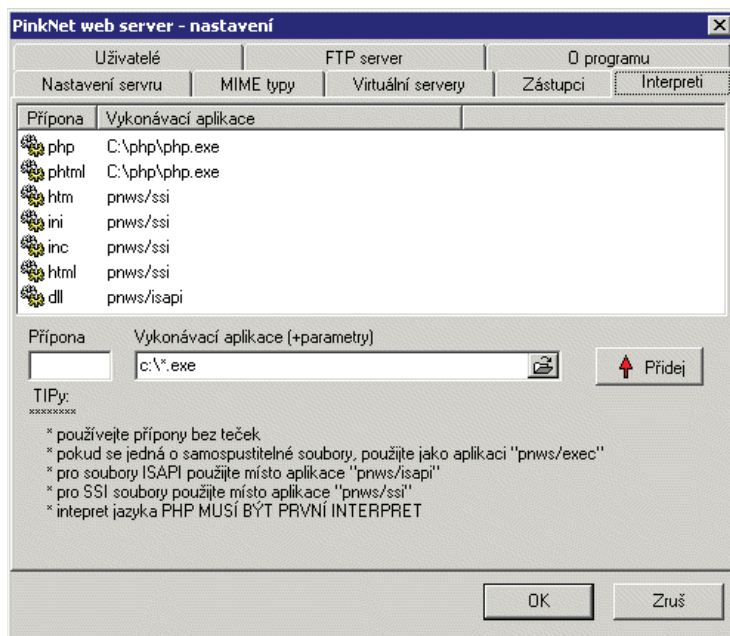 PinkNet web server - nastavení
Uživatelé FTP server O programu
Nastavení servru MIME typy Virtuální servery Zástupci Interpreti
Přípona Vykonávací aplikace
php C:\php\php.exe
phtml C:\php\php.exe
htm pnws/ssi
ini pnws/ssi
inc pnws/ssi
html pnws/ssi
dll pnws/isapi
Přípona Vykonávací aplikace (+parametry)
c:\*.exe Přidej
TIPy:
********
* používejte přípony bez teček
* pokud se jedná o samospustitelné soubory, použijte jako aplikaci "pnws/exec"
* pro soubory ISAPI použijte místo aplikace "pnws/isapi"
* pro SSI soubory použijte místo aplikace "pnws/ssi"
* intepret jazyka PHP MUSÍ BÝT PRVNÍ INTERPRET
OK Zruš